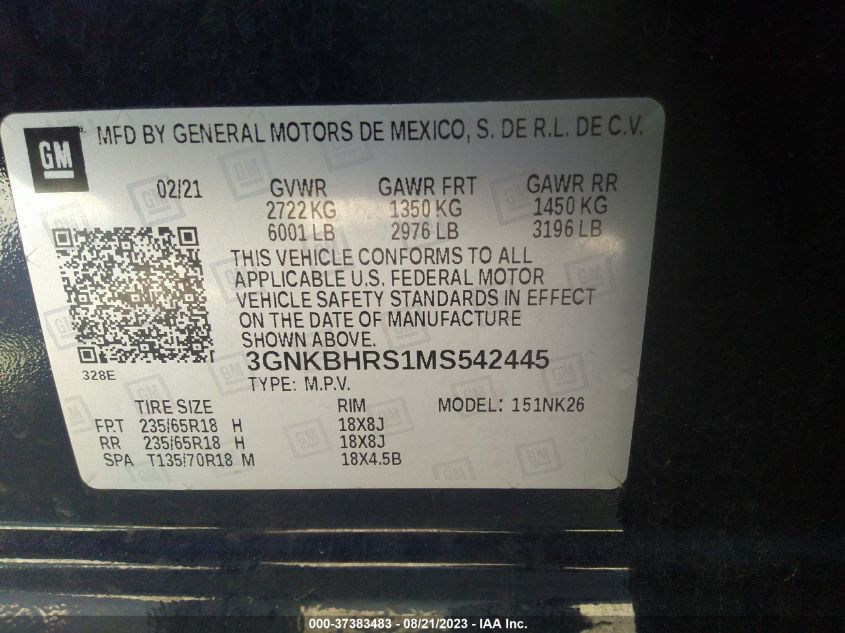 GM
MFD BY GENERAL MOTORS DE MEXICO, S. DE R.L. DE C.V.
02/21 GVWR GAWR FRT GAWR RR
2722 KG 1350 KG 1450 KG
6001 LB 2976 LB 3196 LB
THIS VEHICLE CONFORMS TO ALL
APPLICABLE U.S. FEDERAL MOTOR
VEHICLE SAFETY STANDARDS IN EFFECT
ON THE DATE OF MANUFACTURE
SHOWN ABOVE.
328E
3GNKBHRS1MS542445
TYPE: M.P.V.
TIRE SIZE RIM MODEL: 151NK26
FRT 235/65R18 H 18X8J
RR 235/65R18 H 18X8J
SPA T135/70R18 M 18X4.5B
000-37383483 - 08/21/2023 - IAA Inc.